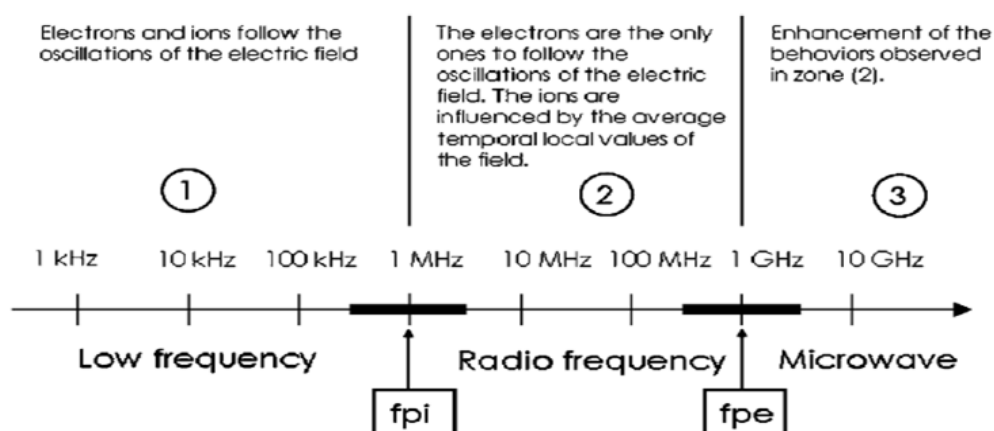 Electrons and ions follow the
oscillations of the electric field
The electrons are the only
ones to follow the
oscillations of the electric
field. The ions are
influenced by the average
temporal local values of
the field.
Enhancement of the
behaviors observed
in zone (2).
1
2
3
1 kHz 10 kHz 100 kHz 1 MHz 10 MHz 100 MHz 1 GHz 10 GHz
Low frequency Radio frequency Microwave
fpi fpe